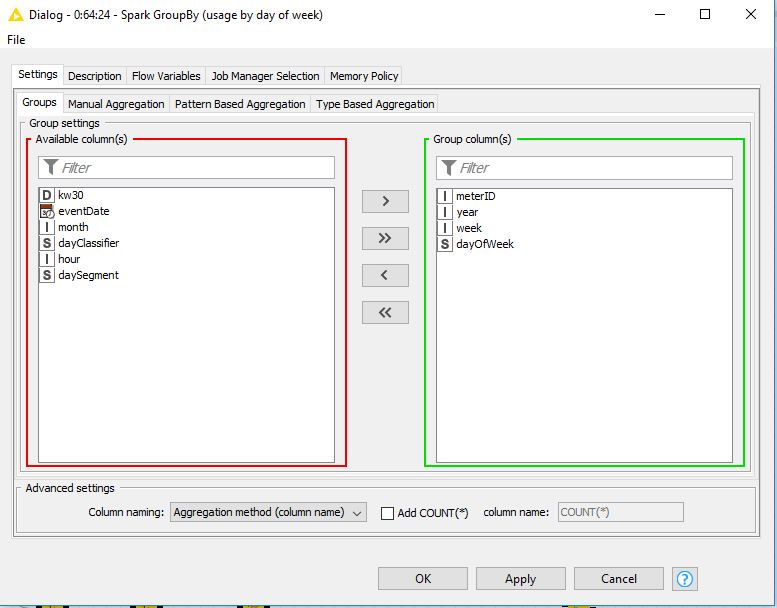 Dialog - 0:64:24 - Spark GroupBy (usage by day of week)
File
Settings Description Flow Variables Job Manager Selection Memory Policy
Groups Manual Aggregation Pattern Based Aggregation Type Based Aggregation
Group settings
Available column(s)
Filter
D kw30
eventDate
I month
S dayClassifier
I hour
S daySegment
>
>>
<
<<
Group column(s)
Filter
I meterID
I year
I week
S dayOfWeek
Advanced settings
Column naming: Aggregation method (column name) Add COUNT(*) column name: COUNT(*)
OK Apply Cancel ?